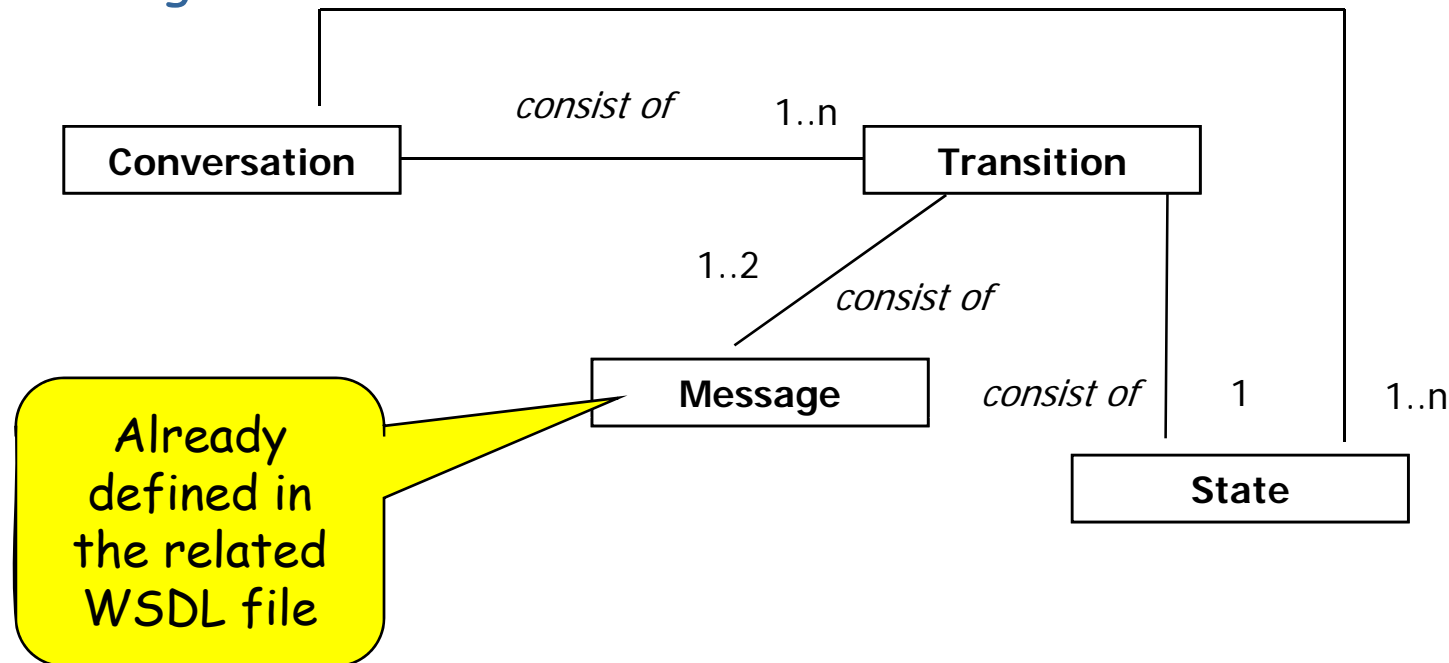 consist of 1..n
Conversation
Transition
1..2
consist of
Message
consist of 1
1..n
State
Already
defined in
the related
WSDL file